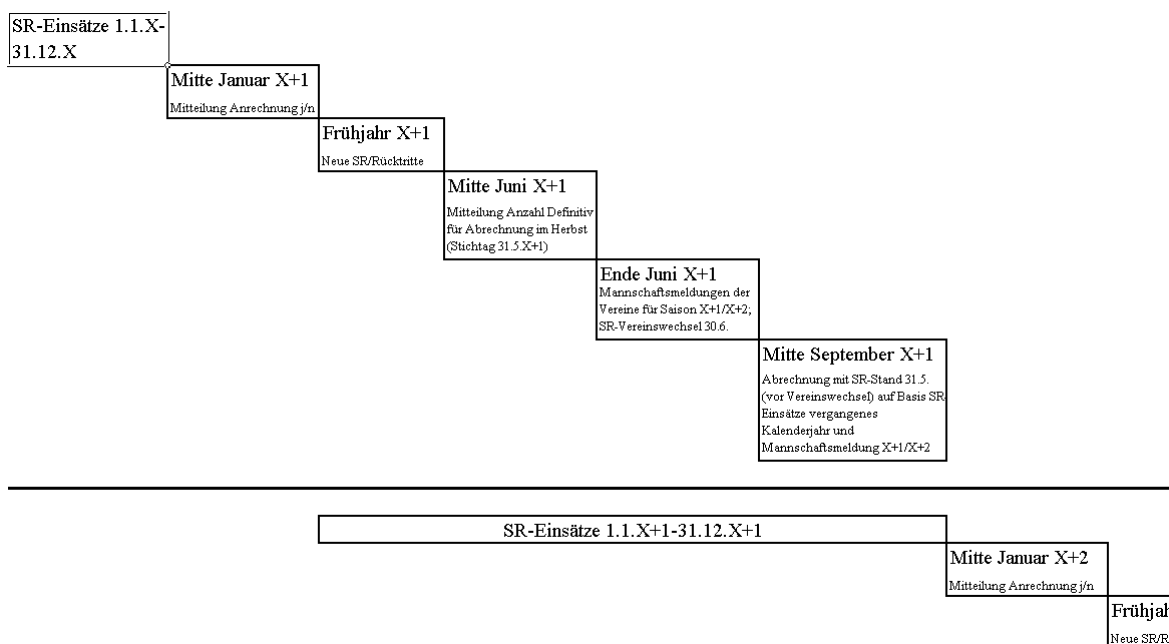 SR-Einsätze 1.1.X-
31.12.X
Mitte Januar X+1
Mitteilung Anrechnung j/n
Frühjahr X+1
Neue SR/Rücktritte
Mitte Juni X+1
Mitteilung Anzahl Definitiv
für Abrechnung im Herbst
(Stichtag 31.5.X+1)
Ende Juni X+1
Mannschaftsmeldungen der
Vereine für Saison X+1/X+2;
SR-Vereinswechsel 30.6.
Mitte September X+1
Abrechnung mit SR-Stand 31.5.
(vor Vereinswechsel) auf Basis SR
Einsätze vergangenes
Kalenderjahr und
Mannschaftsmeldung X+1/X+2
SR-Einsätze 1.1.X+1-31.12.X+1
Mitte Januar X+2
Mitteilung Anrechnung j/n
Frühjah
Neue SR/R